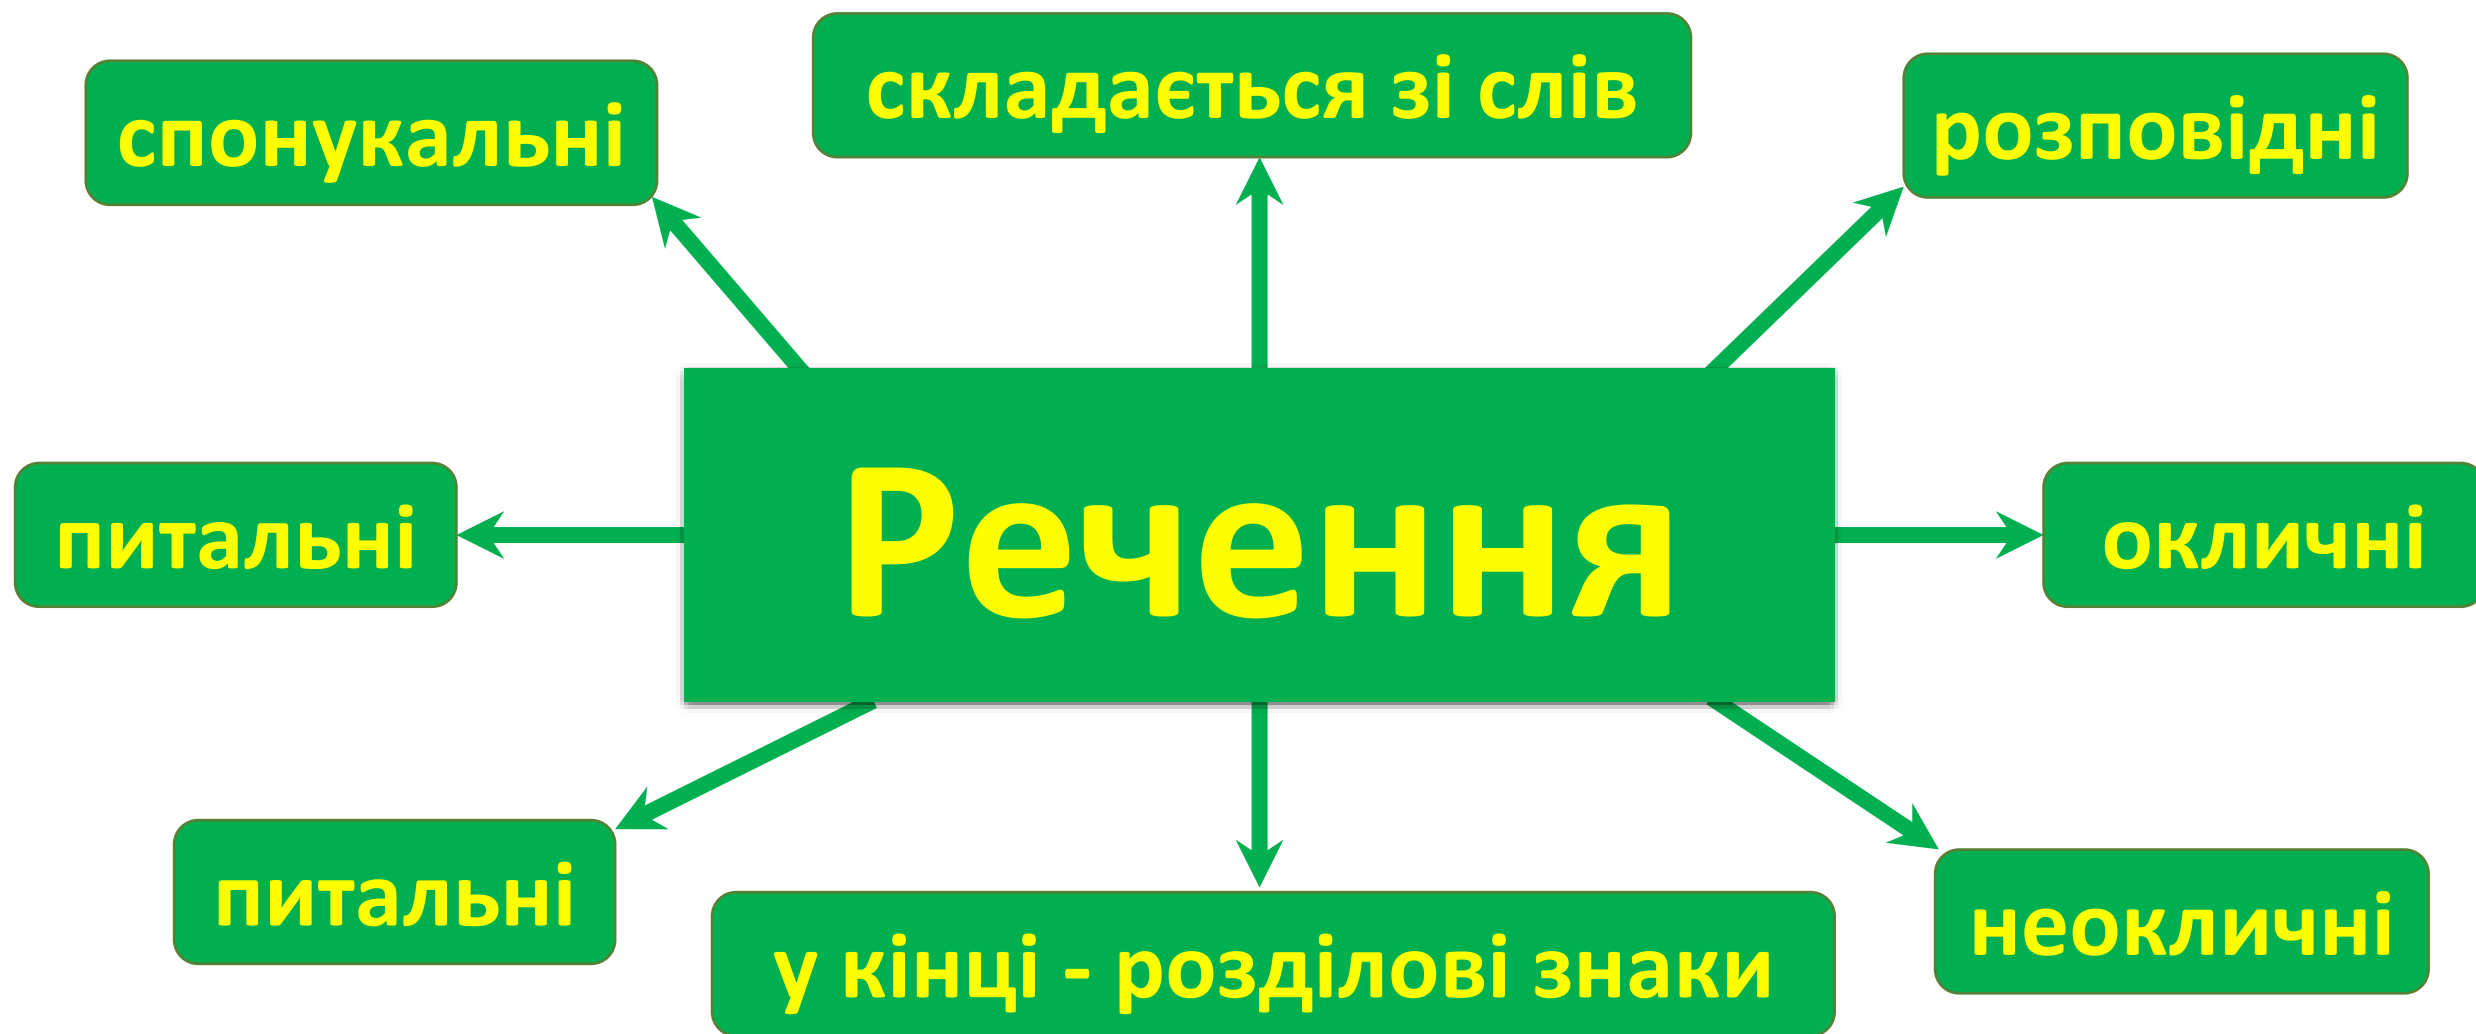 складається зі слів
спонукальні
розповідні
питальні
Речення
окличні
питальні
неокличні
у кінці - розділові знаки